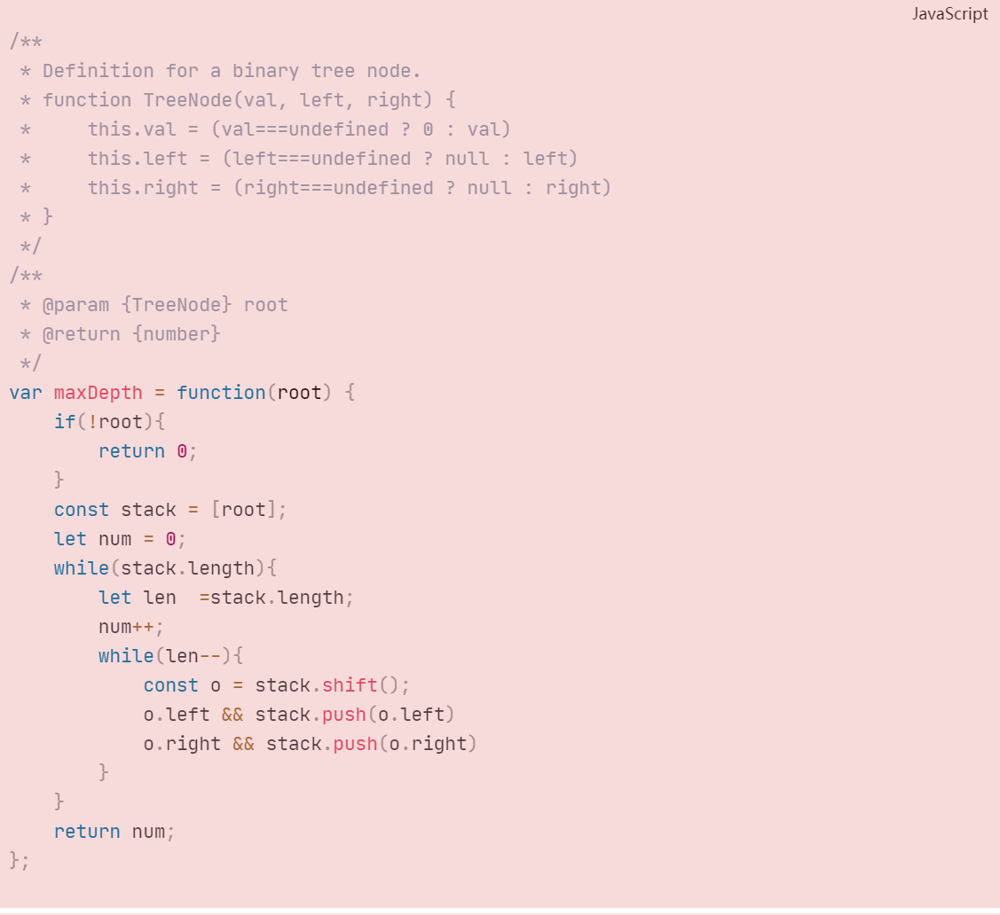 JavaScript
/**
 * Definition for a binary tree node.
 * function TreeNode(val, left, right) {
 *     this.val = (val===undefined ? 0 : val)
 *     this.left = (left===undefined ? null : left)
 *     this.right = (right===undefined ? null : right)
 * }
 */
/**
 * @param {TreeNode} root
 * @return {number}
 */
var maxDepth = function(root) {
    if(!root){
        return 0;
    }
    const stack = [root];
    let num = 0;
    while(stack.length){
        let len  =stack.length;
        num++;
        while(len--){
            const o = stack.shift();
            o.left && stack.push(o.left)
            o.right && stack.push(o.right)
        }
    }
    return num;
};